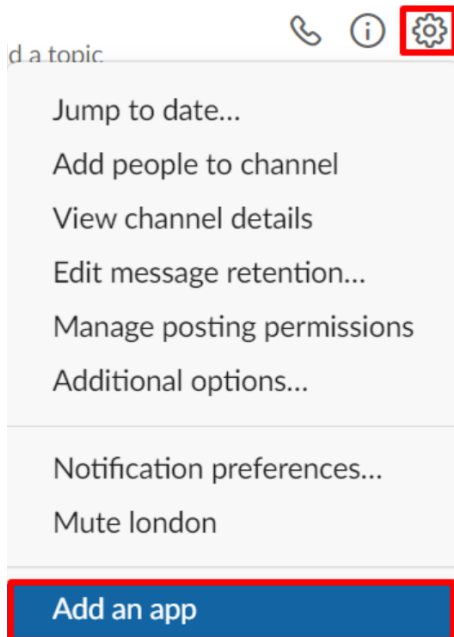 d a topic
Jump to date...
Add people to channel
View channel details
Edit message retention...
Manage posting permissions
Additional options...
Notification preferences...
Mute london
Add an app